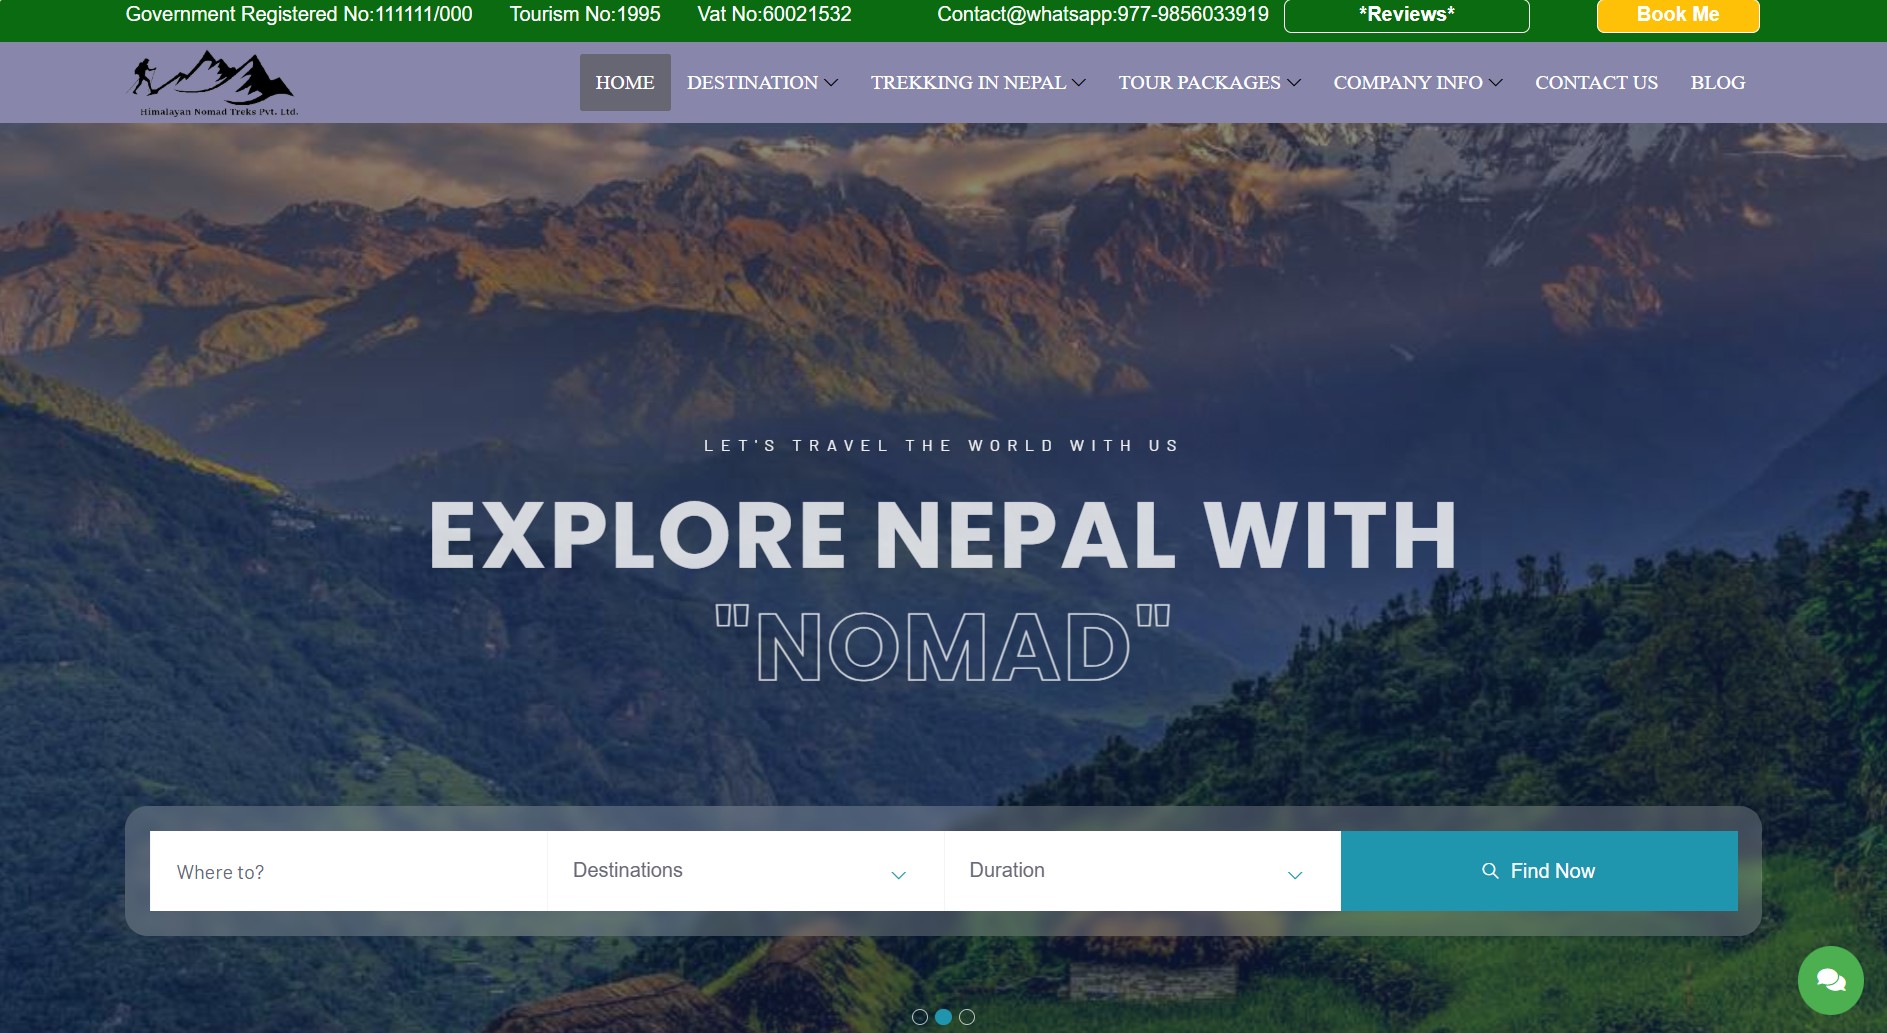 Government Registered No:111111/000 Tourism No:1995 Vat No:60021532 Contact@whatsapp:977-9856033919 *Reviews* Book Me
Himalayan Nomad Treks Pvt. Ltd.
HOME DESTINATION TREKKING IN NEPAL TOUR PACKAGES COMPANY INFO CONTACT US BLOG
LET'S TRAVEL THE WORLD WITH US
EXPLORE NEPAL WITH
"NOMAD"
Where to? Destinations Duration Find Now